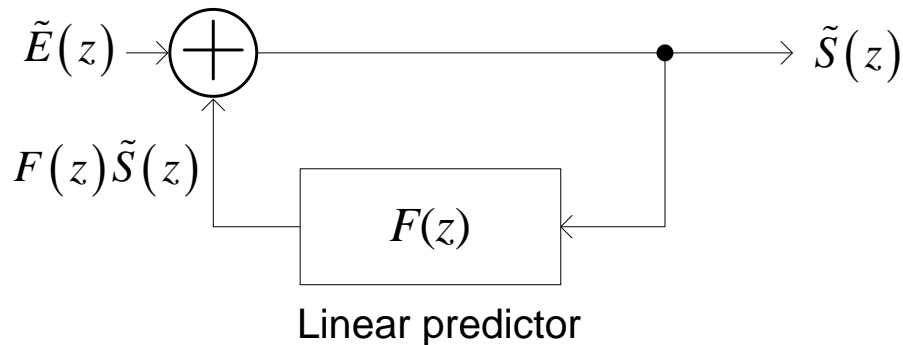 Ẽ(z)
S̃(z)
F(z)S̃(z)
F(z)
Linear predictor